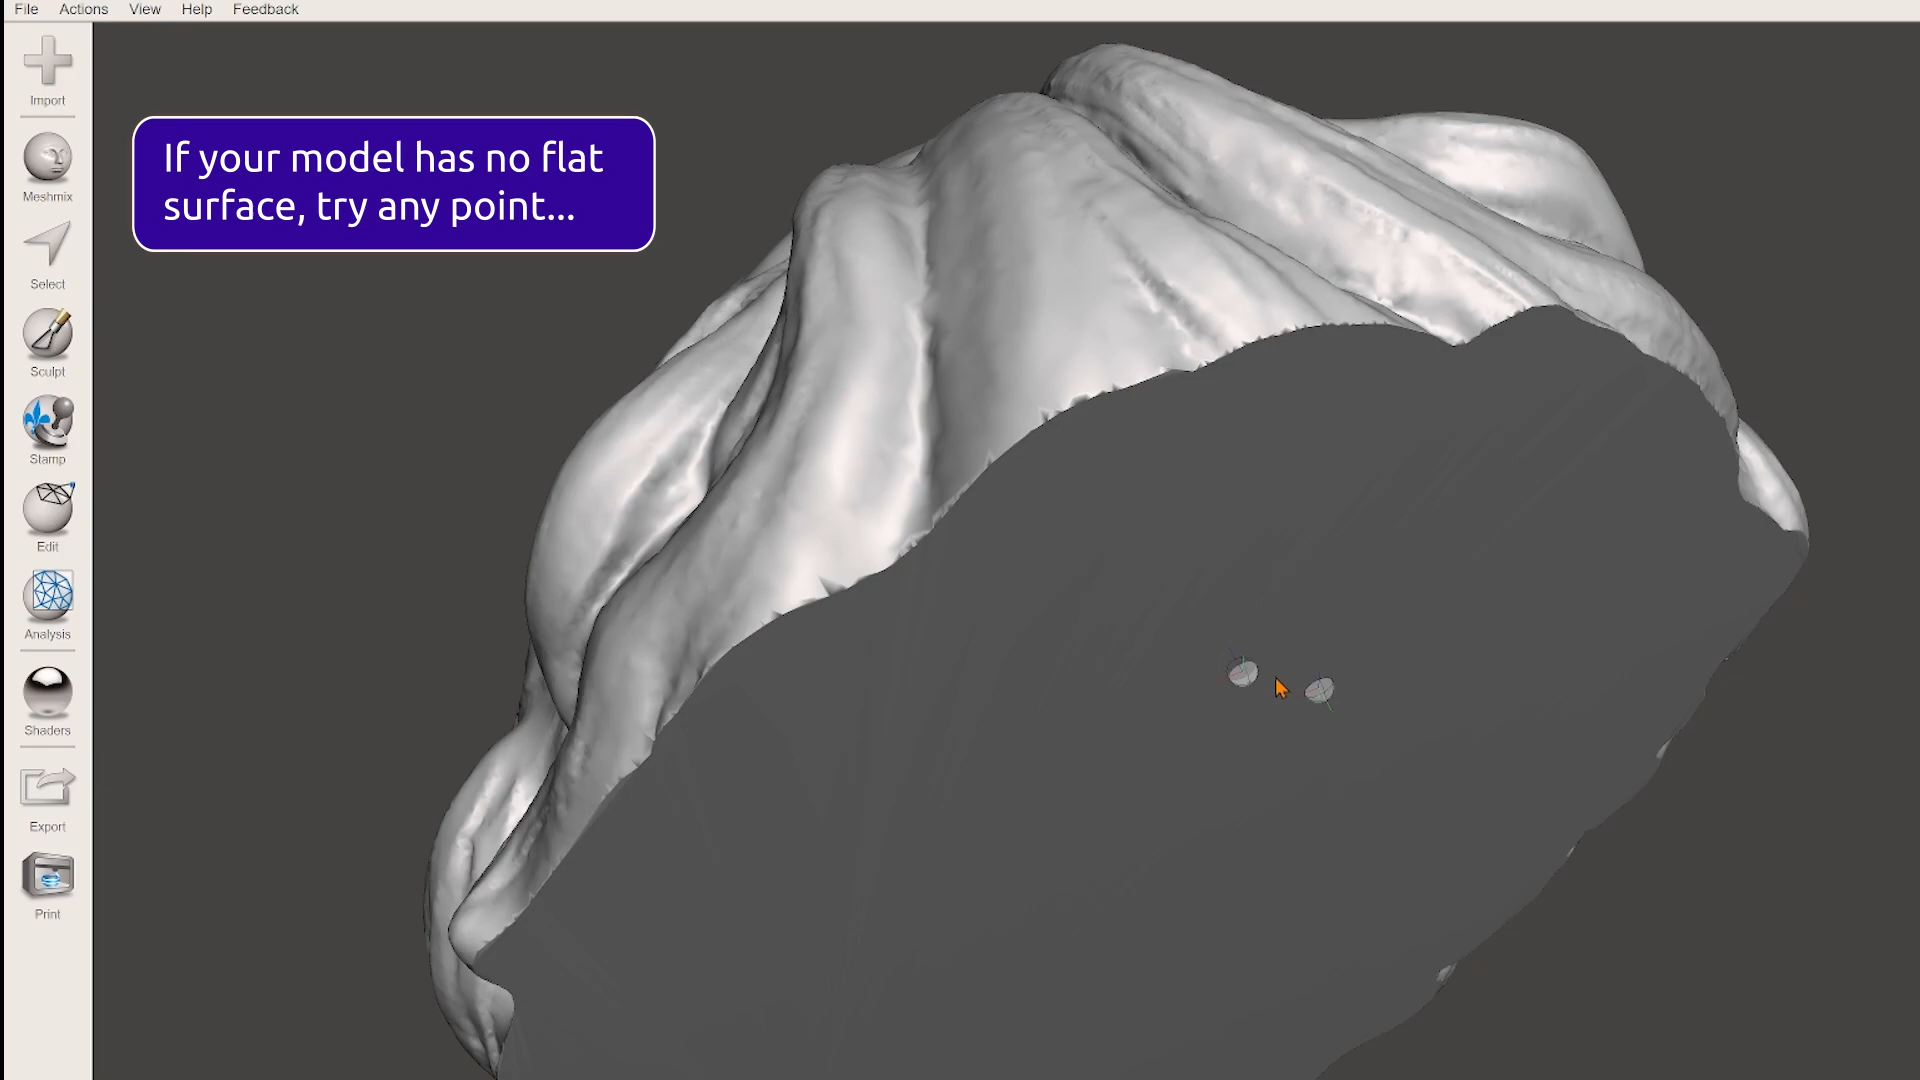 File Actions View Help Feedback
Import
Meshmix
Select
Sculpt
Stamp
Edit
Analysis
Shaders
Export
Print
If your model has no flat
surface, try any point...